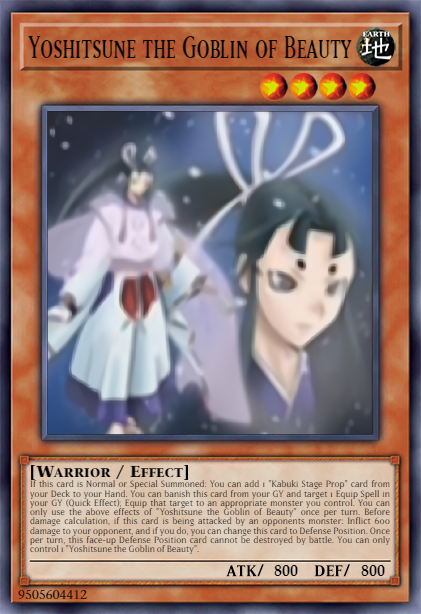 Yoshitsune the Goblin of Beauty
EARTH
地
[Warrior / Effect]
If this card is Normal or Special Summoned: You can add 1 "Kabuki Stage Prop" card from
your Deck to your Hand. You can banish this card from your GY and target 1 Equip Spell in
your GY (Quick Effect); Equip that target to an appropriate monster you control. You can
only use the above effects of "Yoshitsune the Goblin of Beauty" once per turn. Before
damage calculation, if this card is being attacked by an opponents monster: Inflict 600
damage to your opponent, and if you do, you can change this card to Defense Position. Once
per turn, this face-up Defense Position card cannot be destroyed by battle. You can only
control 1 "Yoshitsune the Goblin of Beauty".
ATK/ 800 DEF/ 800
9505604412